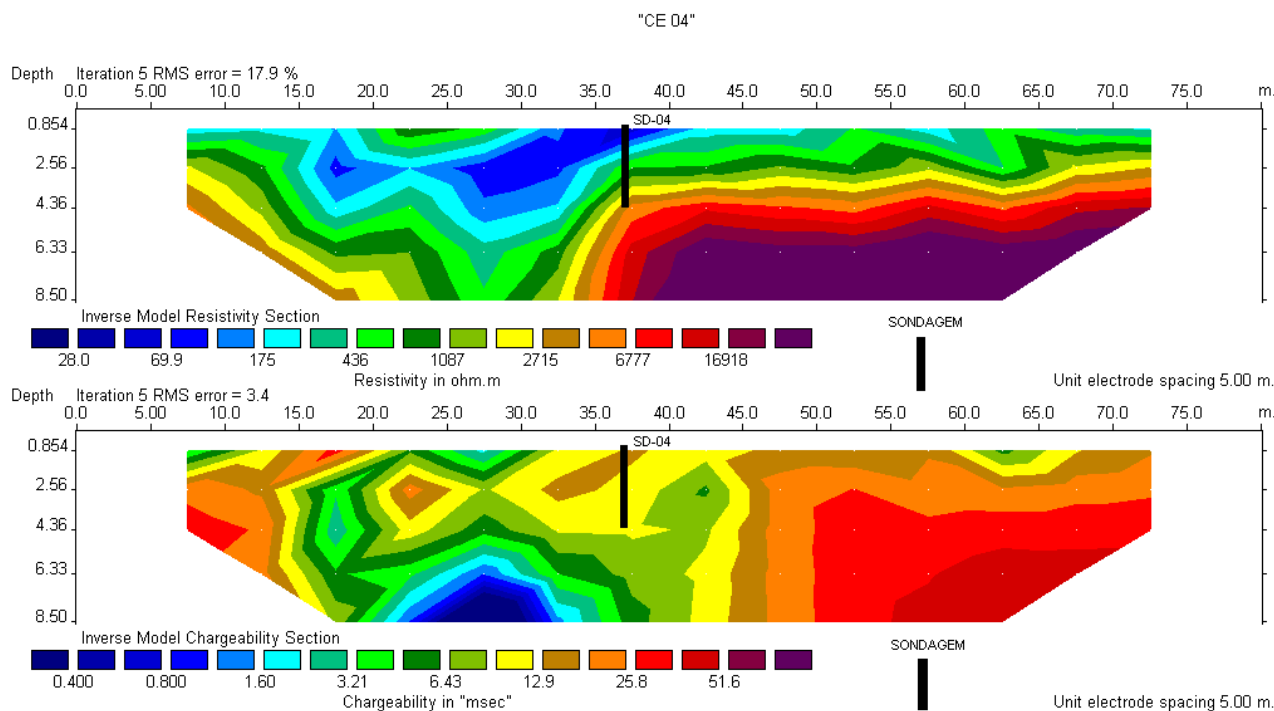 "CE 04"
Depth Iteration 5 RMS error = 17.9 %
0.0 5.00 10.0 15.0 20.0 25.0 30.0 35.0 40.0 45.0 50.0 55.0 60.0 65.0 70.0 75.0 m.
SD-04
0.854
2.56
4.36
6.33
8.50
Inverse Model Resistivity Section
SONDAGEM
28.0 69.9 175 436 1087 2715 6777 16918
Resistivity in ohm.m
Unit electrode spacing 5.00 m.
Depth Iteration 5 RMS error = 3.4
0.0 5.00 10.0 15.0 20.0 25.0 30.0 35.0 40.0 45.0 50.0 55.0 60.0 65.0 70.0 75.0 m.
SD-04
0.854
2.56
4.36
6.33
8.50
Inverse Model Chargeability Section
SONDAGEM
0.400 0.800 1.60 3.21 6.43 12.9 25.8 51.6
Chargeability in "msec"
Unit electrode spacing 5.00 m.